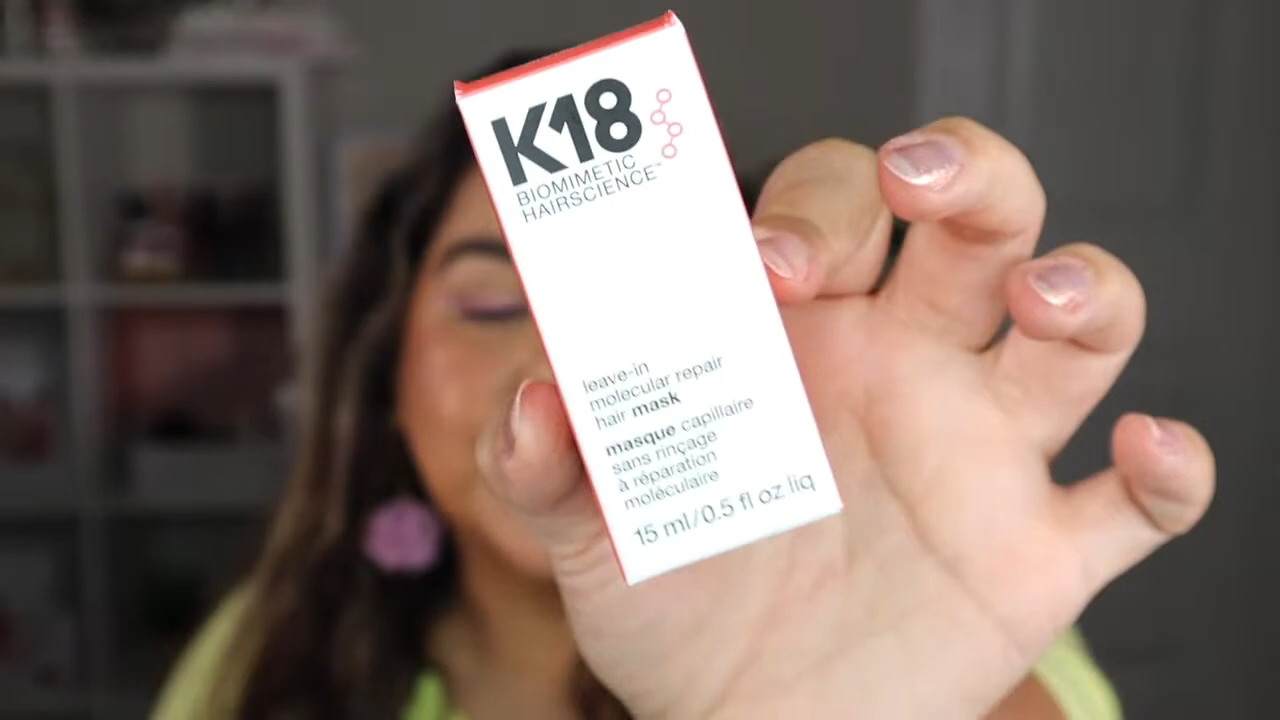 K18
BIOMIMETIC
HAIRSCIENCE™
leave-in
molecular repair
hair mask
masque capillaire
sans rinçage
à réparation
moléculaire
15 ml/0.5 fl oz liq